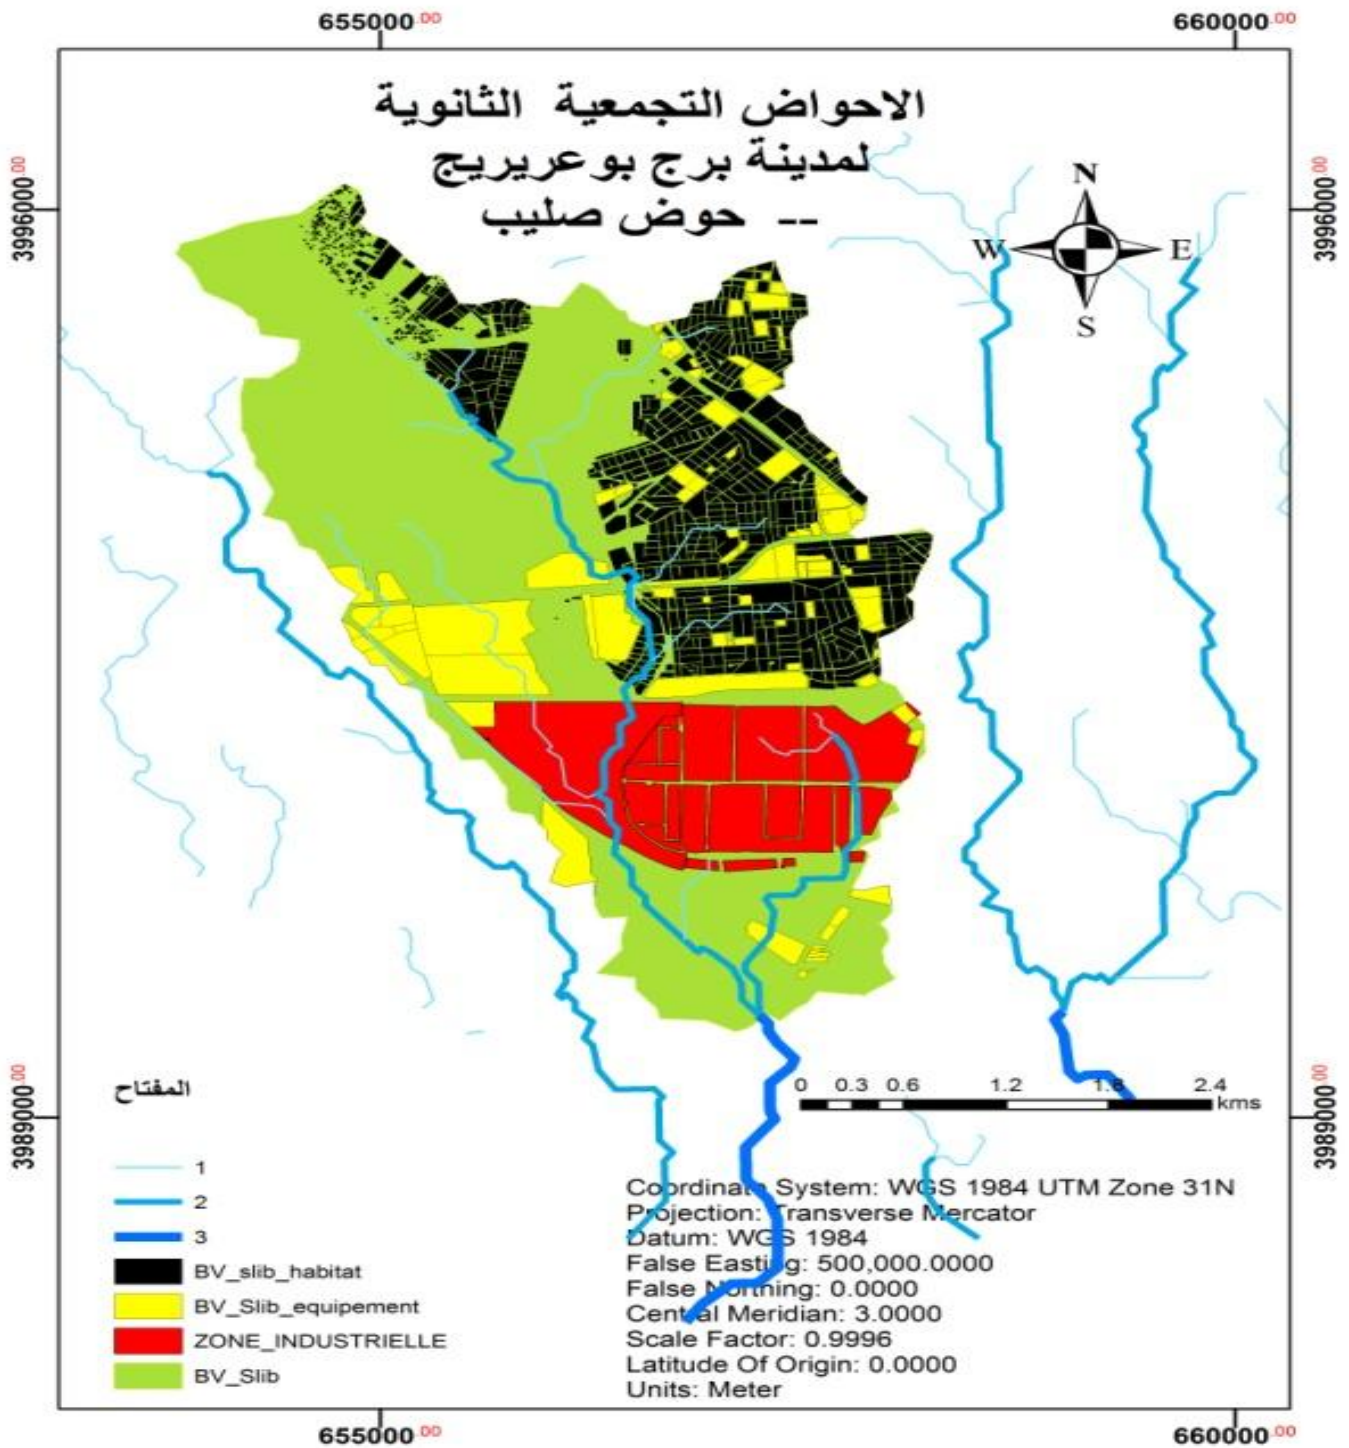 655000.00 660000.00
الاحواض التجمعية الثانوية
لمدينة برج بوعريريج
-- حوض صليب
3996000.00 3996000.00
N
W E
S
المفتاح
0 0.3 0.6 1.2 1.8 2.4
kms
3989000.00 3989000.00
1
2
3
BV_slib_habitat
BV_Slib_equipement
ZONE_INDUSTRIELLE
BV_Slib
Coordinate System: WGS 1984 UTM Zone 31N
Projection: Transverse Mercator
Datum: WGS 1984
False Easting: 500,000.0000
False Northing: 0.0000
Central Meridian: 3.0000
Scale Factor: 0.9996
Latitude Of Origin: 0.0000
Units: Meter
655000.00 660000.00